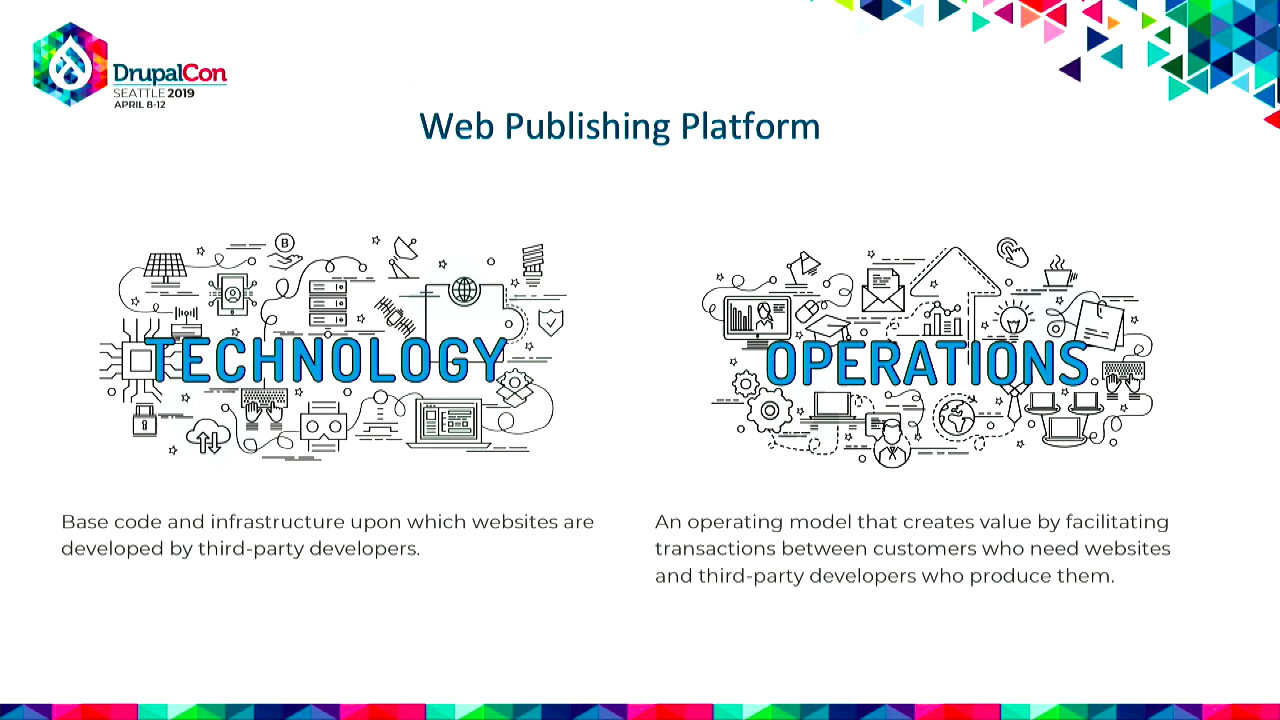 DrupalCon
SEATTLE 2019
APRIL 8-12
Web Publishing Platform
B
TECHNOLOGY
OPERATIONS
Base code and infrastructure upon which websites are
developed by third-party developers.
An operating model that creates value by facilitating
transactions between customers who need websites
and third-party developers who produce them.